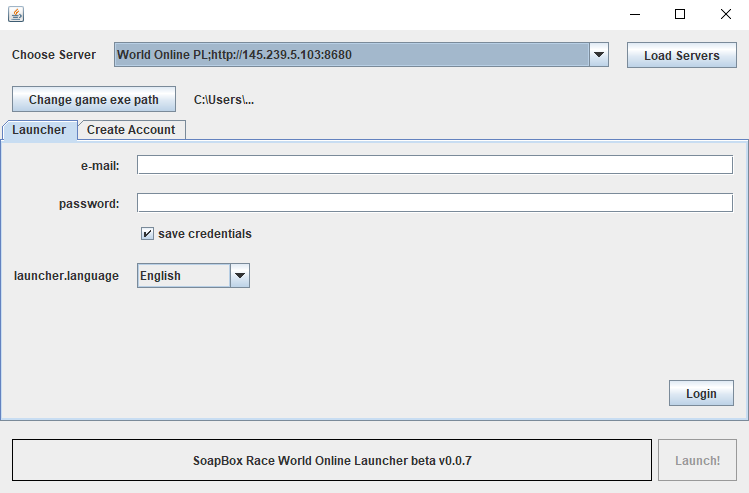 Choose Server World Online PL;http://145.239.5.103:8680 Load Servers
Change game exe path C:\Users\...
Launcher Create Account
e-mail:
password:
save credentials
launcher.language English
Login
SoapBox Race World Online Launcher beta v0.0.7 Launch!